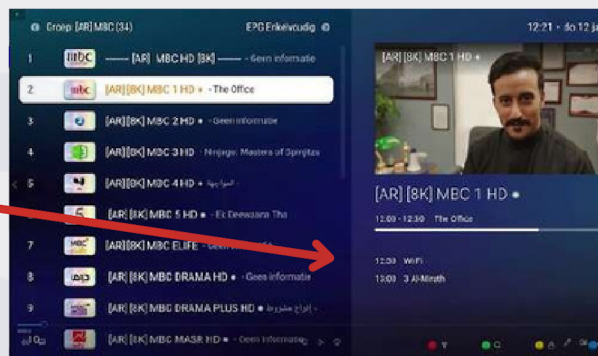 Groep: [AR] MBC (34)
EPG Enkelvoudig
12:21 • do 12 ja
1 mbc —— [AR] MBC HD [8K] —— - Geen informatie
2 mbc [AR] [8K] MBC 1 HD • - The Office
3 [AR] [8K] MBC 2 HD • - Geen informatie
4 [AR] [8K] MBC 3 HD - Ninjago: Masters of Spinjitzu
5 [AR] [8K] MBC 4 HD • - المواجهة
[AR] [8K] MBC 5 HD • - Ek Deewaana Tha
7 [AR] [8K] MBC ELIFE
8 [AR] [8K] MBC DRAMA HD • - Geen informatie
9 [AR] [8K] MBC DRAMA PLUS HD •
[AR] [8K] MBC MASR HD • - Geen informatie
[AR] [8K] MBC 1 HD •
[AR] [8K] MBC 1 HD •
12:00 - 12:30 The Office
12:30 WiFi
13:00 3 Al-Mirath